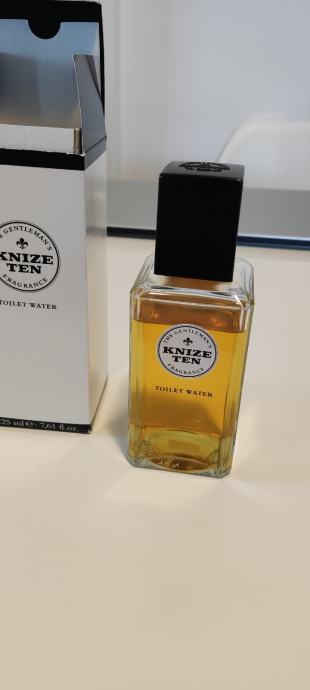 THE GENTLEMAN'S
KNIZE
TEN
FRAGRANCE
TOILET WATER
25 ml e - 7.61 fl.oz.
THE GENTLEMAN'S
KNIZE
TEN
FRAGRANCE
TOILET WATER